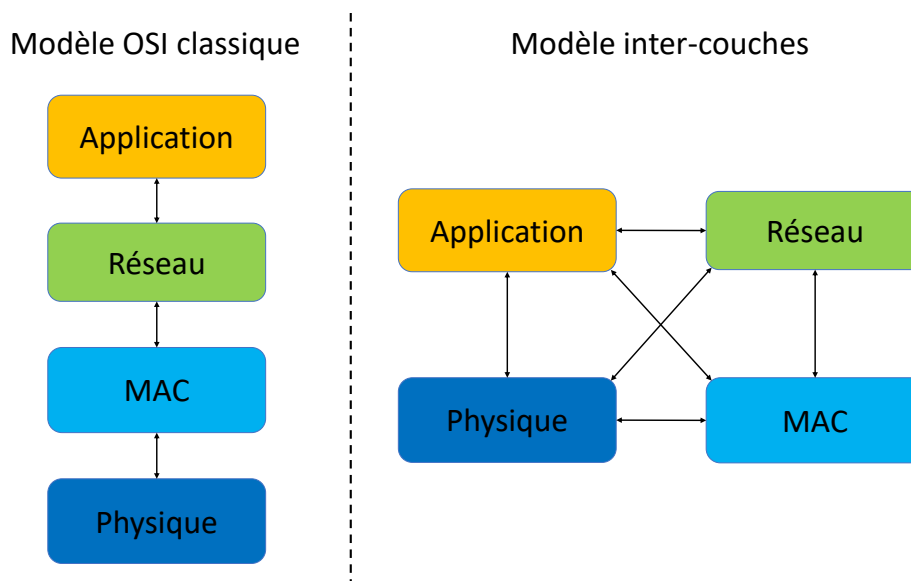 Modèle OSI classique
Application
Réseau
MAC
Physique
Modèle inter-couches
Application
Réseau
Physique
MAC